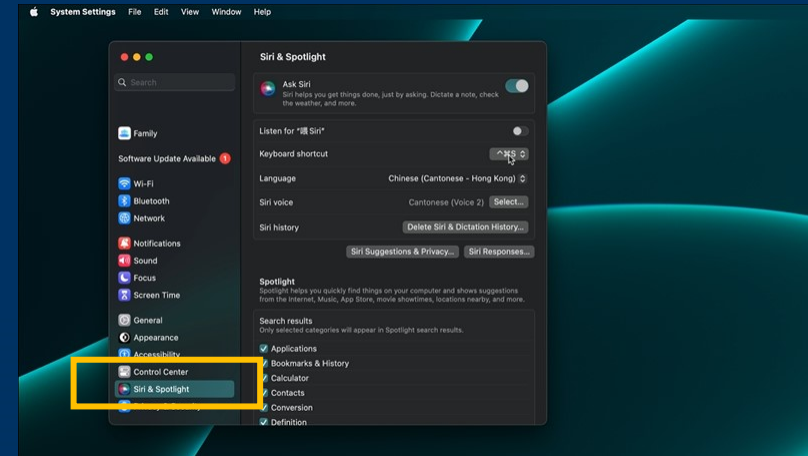 System Settings File Edit View Window Help
Search
Family
Software Update Available 1
Wi-Fi
Bluetooth
Network
Notifications
Sound
Focus
Screen Time
General
Appearance
Accessibility
Control Center
Siri & Spotlight
Siri & Spotlight
Ask Siri
Siri helps you get things done, just by asking. Dictate a note, check
the weather, and more.
Listen for "喂 Siri"
Keyboard shortcut ^⌘S
Language Chinese (Cantonese - Hong Kong)
Siri voice Cantonese (Voice 2) Select...
Siri history Delete Siri & Dictation History...
Siri Suggestions & Privacy... Siri Responses...
Spotlight
Spotlight helps you quickly find things on your computer and shows suggestions
from the Internet, Music, App Store, movie showtimes, locations nearby, and more.
Search results
Only selected categories will appear in Spotlight search results.
Applications
Bookmarks & History
Calculator
Contacts
Conversion
Definition